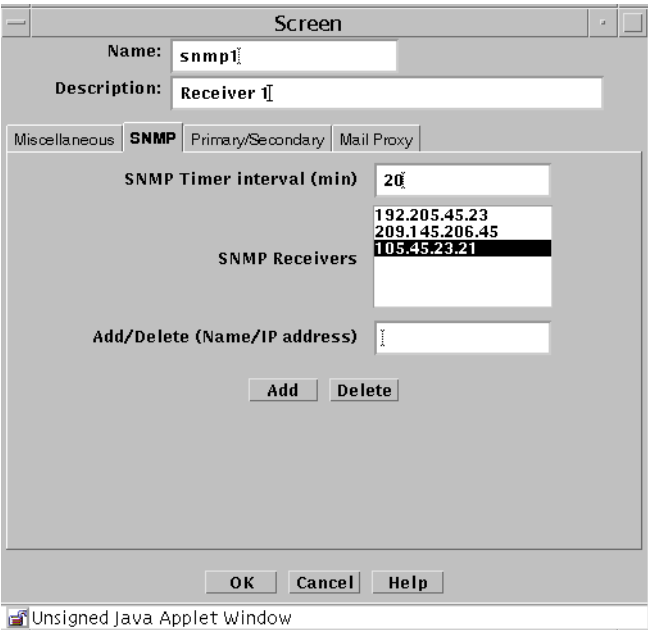 Screen
Name: snmp1
Description: Receiver 1
Miscellaneous SNMP Primary/Secondary Mail Proxy
SNMP Timer interval (min) 20
192.205.45.23
209.145.206.45
105.45.23.21
SNMP Receivers
Add/Delete (Name/IP address)
Add Delete
OK Cancel Help
Unsigned Java Applet Window